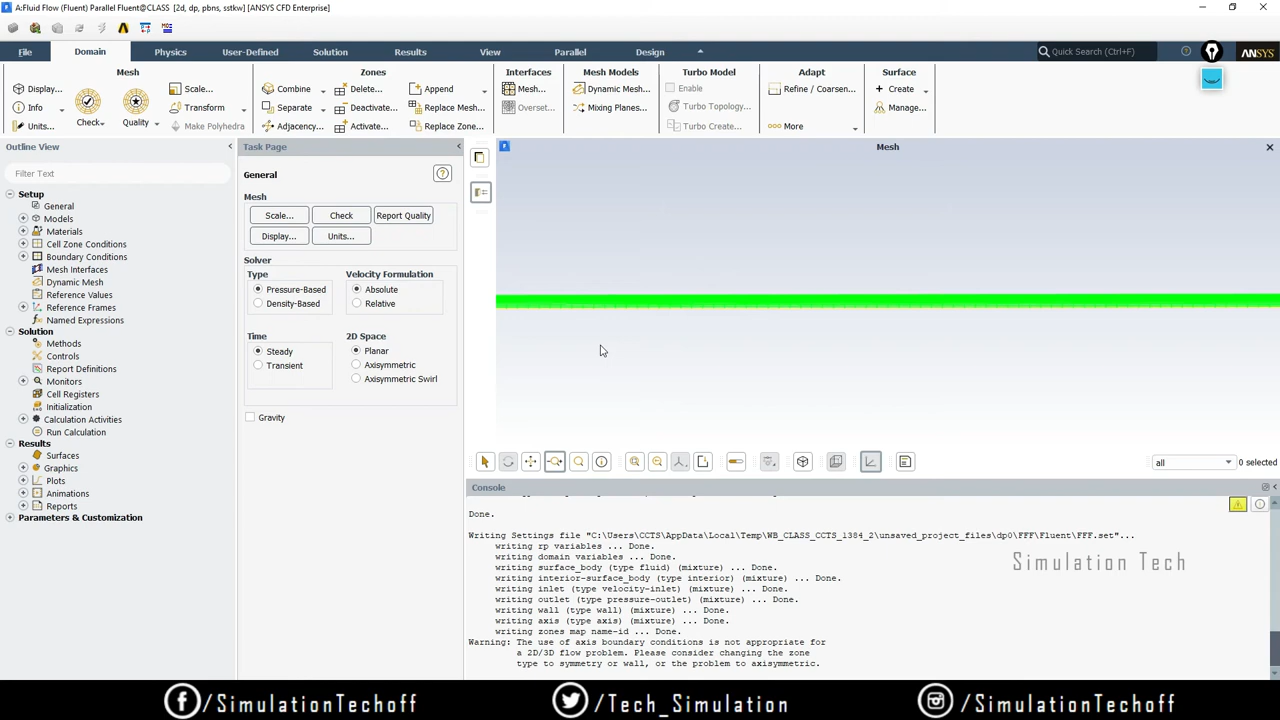 A:Fluid Flow (Fluent) Parallel Fluent@CLASS [2d, dp, pbns, sstkw] [ANSYS CFD Enterprise]
File Domain Physics User-Defined Solution Results View Parallel Design Quick Search (Ctrl+F) ANSYS
Mesh Zones Interfaces Mesh Models Turbo Model Adapt Surface
Display... Scale... Combine Delete... Append Mesh... Dynamic Mesh... Enable Refine / Coarsen... Create
Info Check Quality Transform Separate Deactivate... Replace Mesh... Overset... Mixing Planes... Turbo Topology... Manage...
Units... Make Polyhedra Adjacency... Activate... Replace Zone... Turbo Create... More
Outline View
Filter Text
Setup
General
Models
Materials
Cell Zone Conditions
Boundary Conditions
Mesh Interfaces
Dynamic Mesh
Reference Values
Reference Frames
Named Expressions
Solution
Methods
Controls
Report Definitions
Monitors
Cell Registers
Initialization
Calculation Activities
Run Calculation
Results
Surfaces
Graphics
Plots
Animations
Reports
Parameters & Customization
Task Page
General
Mesh
Scale... Check Report Quality
Display... Units...
Solver
Type Velocity Formulation
Pressure-Based Absolute
Density-Based Relative
Time 2D Space
Steady Planar
Transient Axisymmetric
Axisymmetric Swirl
Gravity
Mesh
all 0 selected
Console
Done.
Writing Settings file "C:\Users\CCTS\AppData\Local\Temp\WB_CLASS_CCTS_1384_2\unsaved_project_files\dp0\FFF\Fluent\FFF.set"...
writing rp variables ... Done.
writing domain variables ... Done.
writing surface_body (type fluid) (mixture) ... Done.
writing interior-surface_body (type interior) (mixture) ... Done.
writing inlet (type velocity-inlet) (mixture) ... Done.
writing outlet (type pressure-outlet) (mixture) ... Done.
writing wall (type wall) (mixture) ... Done.
writing axis (type axis) (mixture) ... Done.
writing zones map name-id ... Done.
Warning: The use of axis boundary conditions is not appropriate for
a 2D/3D flow problem. Please consider changing the zone
type to symmetry or wall, or the problem to axisymmetric.
Simulation Tech
/SimulationTechoff /Tech_Simulation /SimulationTechoff